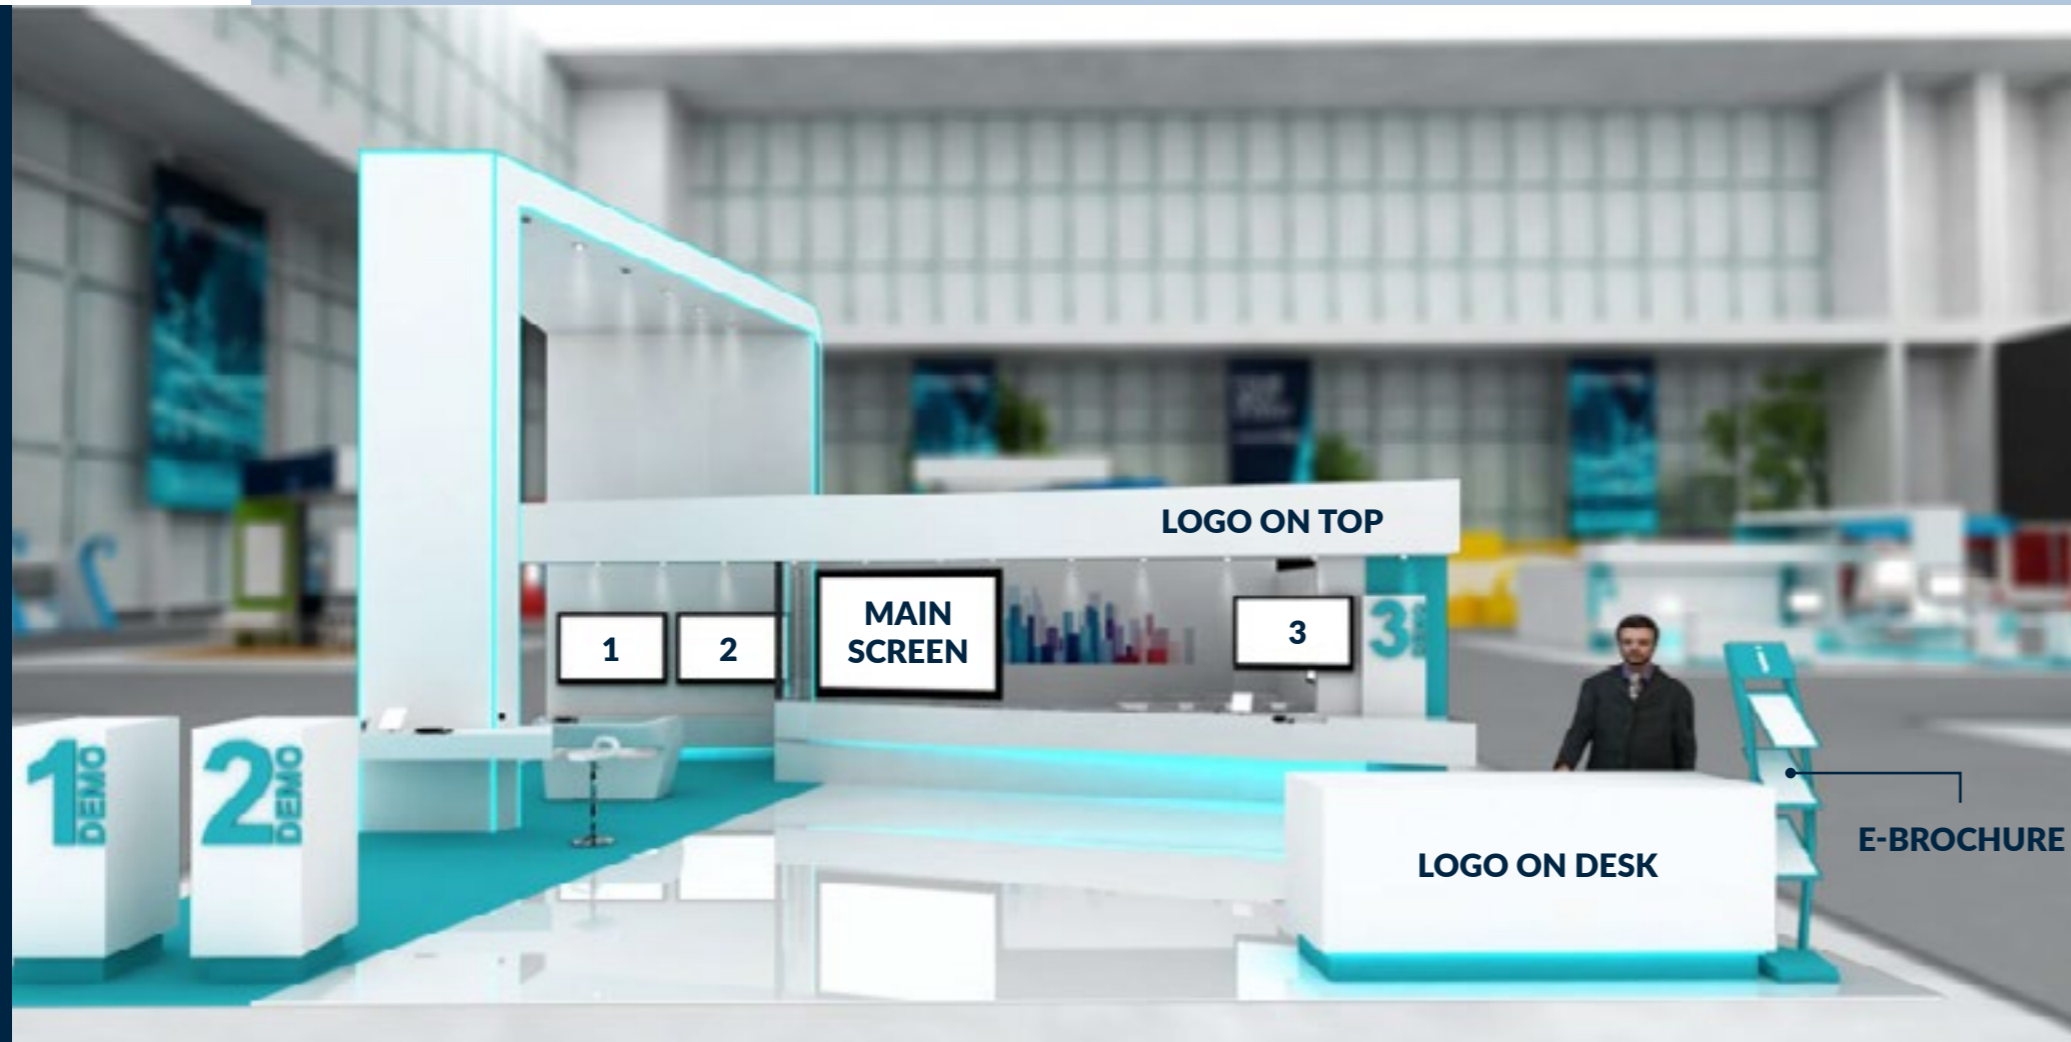 LOGO ON TOP
MAIN
SCREEN
1
2
3
3
1
DEMO
2
DEMO
i
E-BROCHURE
LOGO ON DESK